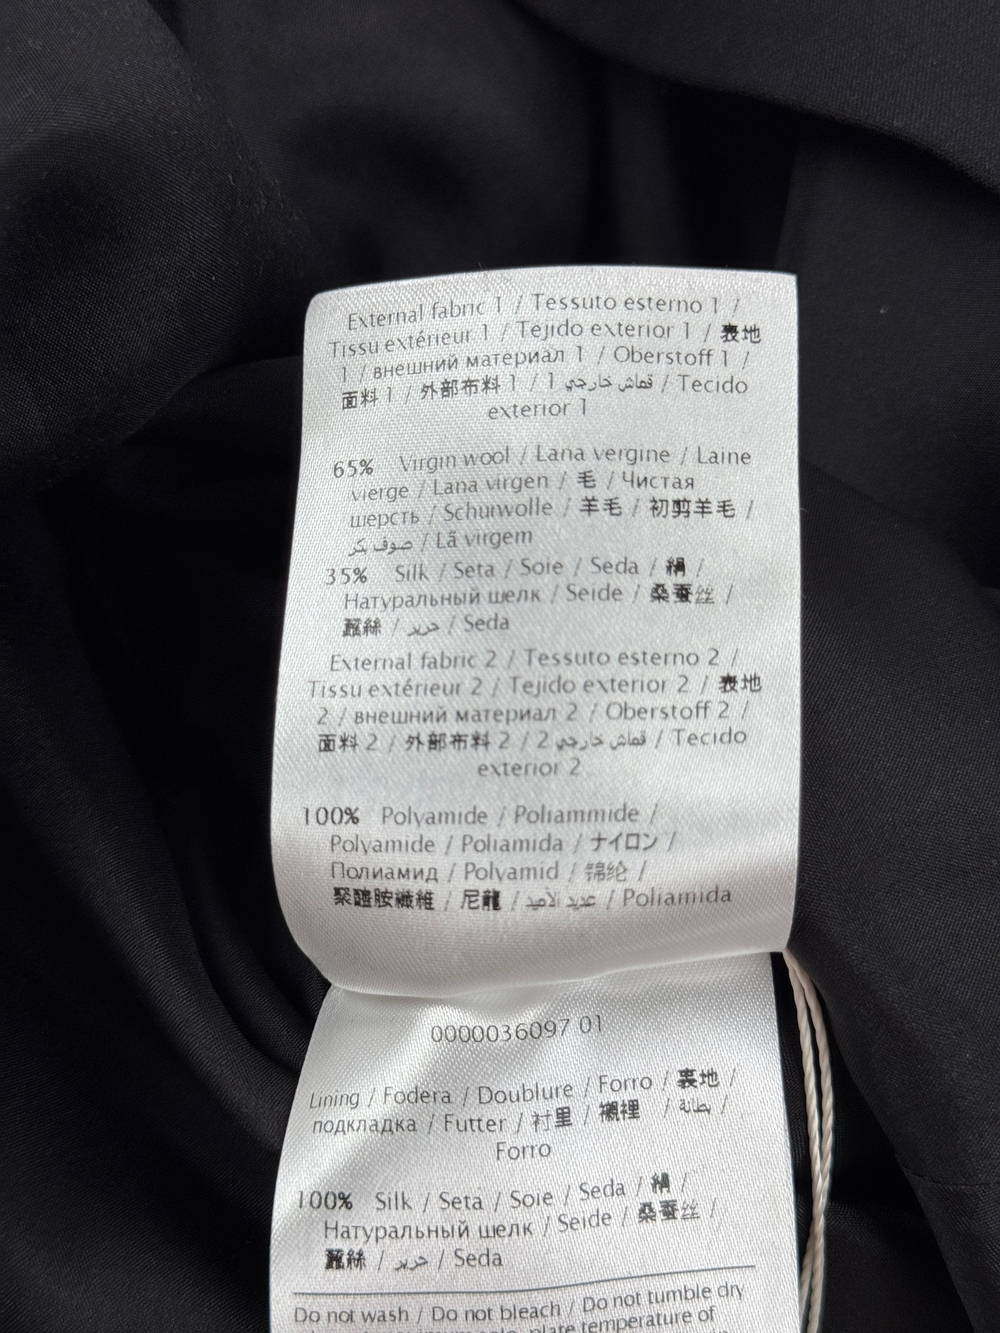 External fabric 1 / Tessuto esterno 1 /
Tissu extérieur 1 / Tejido exterior 1 / 表地
1 / внешний материал 1 / Oberstoff 1 /
面料 1 / 外部布料 1 / 1 قماش خارجي / Tecido
exterior 1
65% Virgin wool / Lana vergine / Laine
vierge / Lana virgen / 毛 / Чистая
шерсть / Schurwolle / 羊毛 / 初剪羊毛 /
صوف بكر / Lã virgem
35% Silk / Seta / Soie / Seda / 絹 /
Натуральный шелк / Seide / 桑蚕丝 /
蠶絲 / حرير / Seda
External fabric 2 / Tessuto esterno 2 /
Tissu extérieur 2 / Tejido exterior 2 / 表地
2 / внешний материал 2 / Oberstoff 2 /
面料 2 / 外部布料 2 / 2 قماش خارجي / Tecido
exterior 2
100% Polyamide / Poliammide /
Polyamide / Poliamida / ナイロン /
Полиамид / Polyamid / 锦纶 /
聚醯胺纖維 / 尼龍 / عديد الأميد / Poliamida
0000036097 01
Lining / Fodera / Doublure / Forro / 裏地 /
подкладка / Futter / 衬里 / 襯裡 / بطانة /
Forro
100% Silk / Seta / Soie / Seda / 絹 /
Натуральный шелк / Seide / 桑蚕丝 /
蠶絲 / حرير / Seda
Do not wash / Do not bleach / Do not tumble dry
plate temperature of